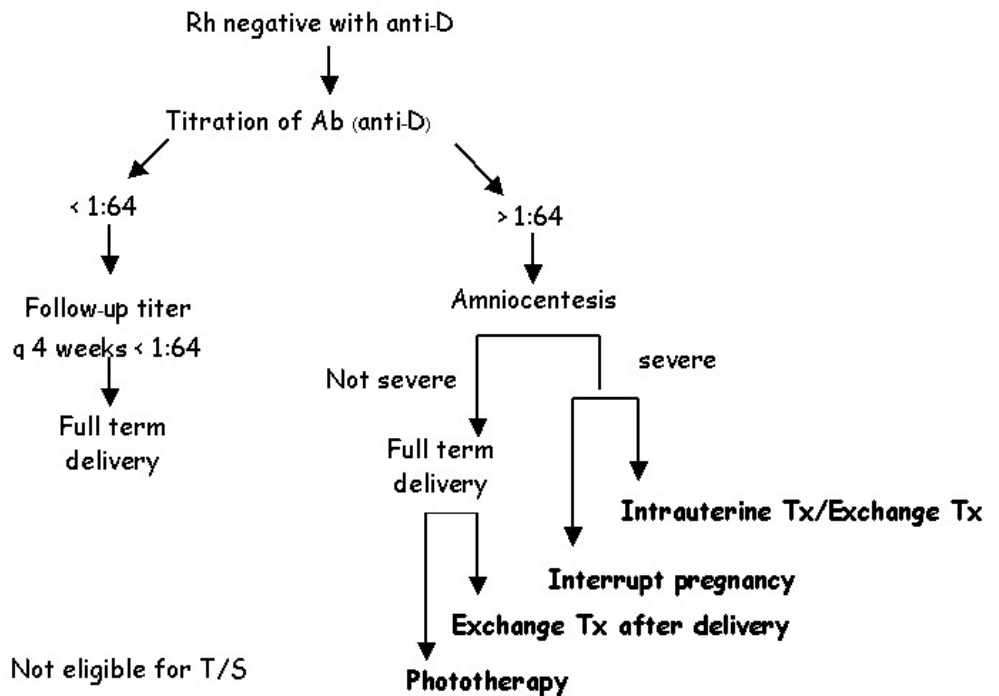 Rh negative with anti-D
Titration of Ab (anti-D)
< 1:64
> 1:64
Follow-up titer
q 4 weeks < 1:64
Full term
delivery
Amniocentesis
Not severe
severe
Full term
delivery
Intrauterine Tx/Exchange Tx
Interrupt pregnancy
Exchange Tx after delivery
Phototherapy
Not eligible for T/S